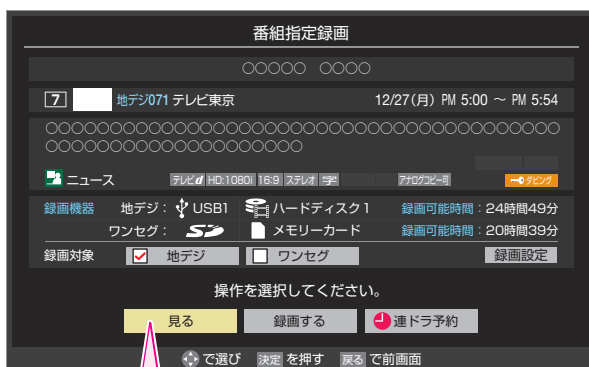 番組指定録画
○○○○○ ○○○○
7 地デジ071 テレビ東京 12/27(月) PM 5:00 ～ PM 5:54
○○○○○○○○○○○○○○○○○○○○○○○○○○○○○○○○○○○○○○○○
○○○○○○○○○○○○○○○○○○○○
ニュース テレビd HD:1080i 16:9 ステレオ 字 アナログコピー可 ダビング
録画機器 地デジ： USB1 ハードディスク1 録画可能時間：24時間49分
ワンセグ： SD メモリーカード 録画可能時間：20時間39分
録画対象 地デジ ワンセグ 録画設定
操作を選択してください。
見る 録画する 連ドラ予約
で選び 決定 を押す 戻る で前画面